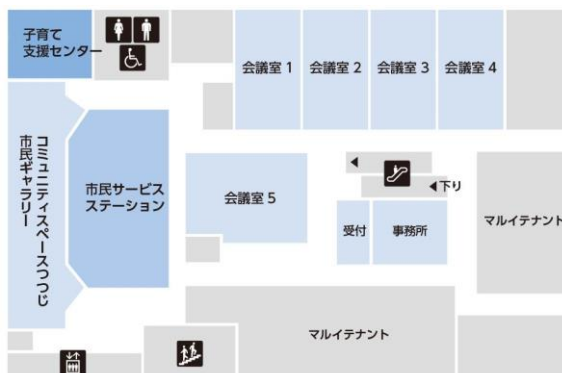 子育て
支援センター
会議室 1
会議室 2
会議室 3
会議室 4
コミュニティスペースつつじ
市民ギャラリー
市民サービス
ステーション
会議室 5
◀
◀下り
受付
事務所
マルイテナント
マルイテナント